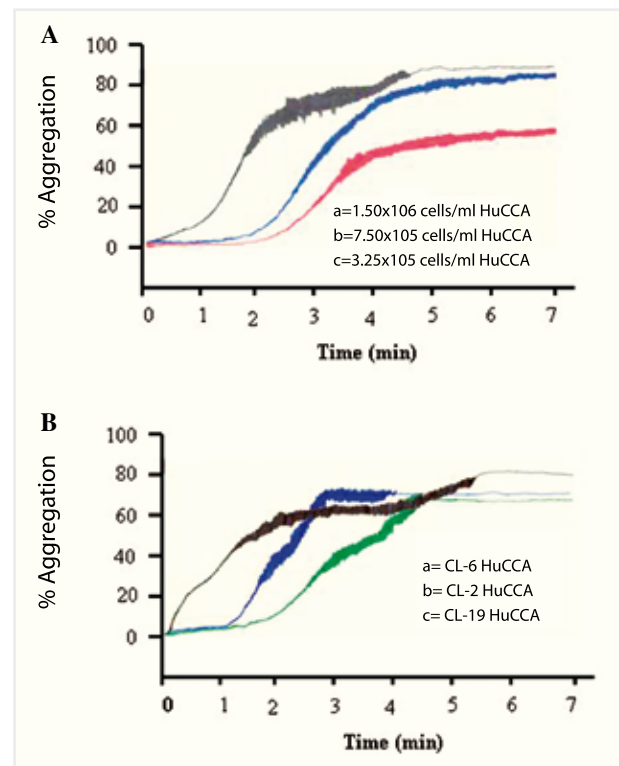 A
% Aggregation
100
80
60
40
20
0
a=1.50x106 cells/ml HuCCA
b=7.50x105 cells/ml HuCCA
c=3.25x105 cells/ml HuCCA
0 1 2 3 4 5 6 7
Time (min)
B
% Aggregation
100
80
60
40
20
0
a= CL-6 HuCCA
b= CL-2 HuCCA
c= CL-19 HuCCA
0 1 2 3 4 5 6 7
Time (min)